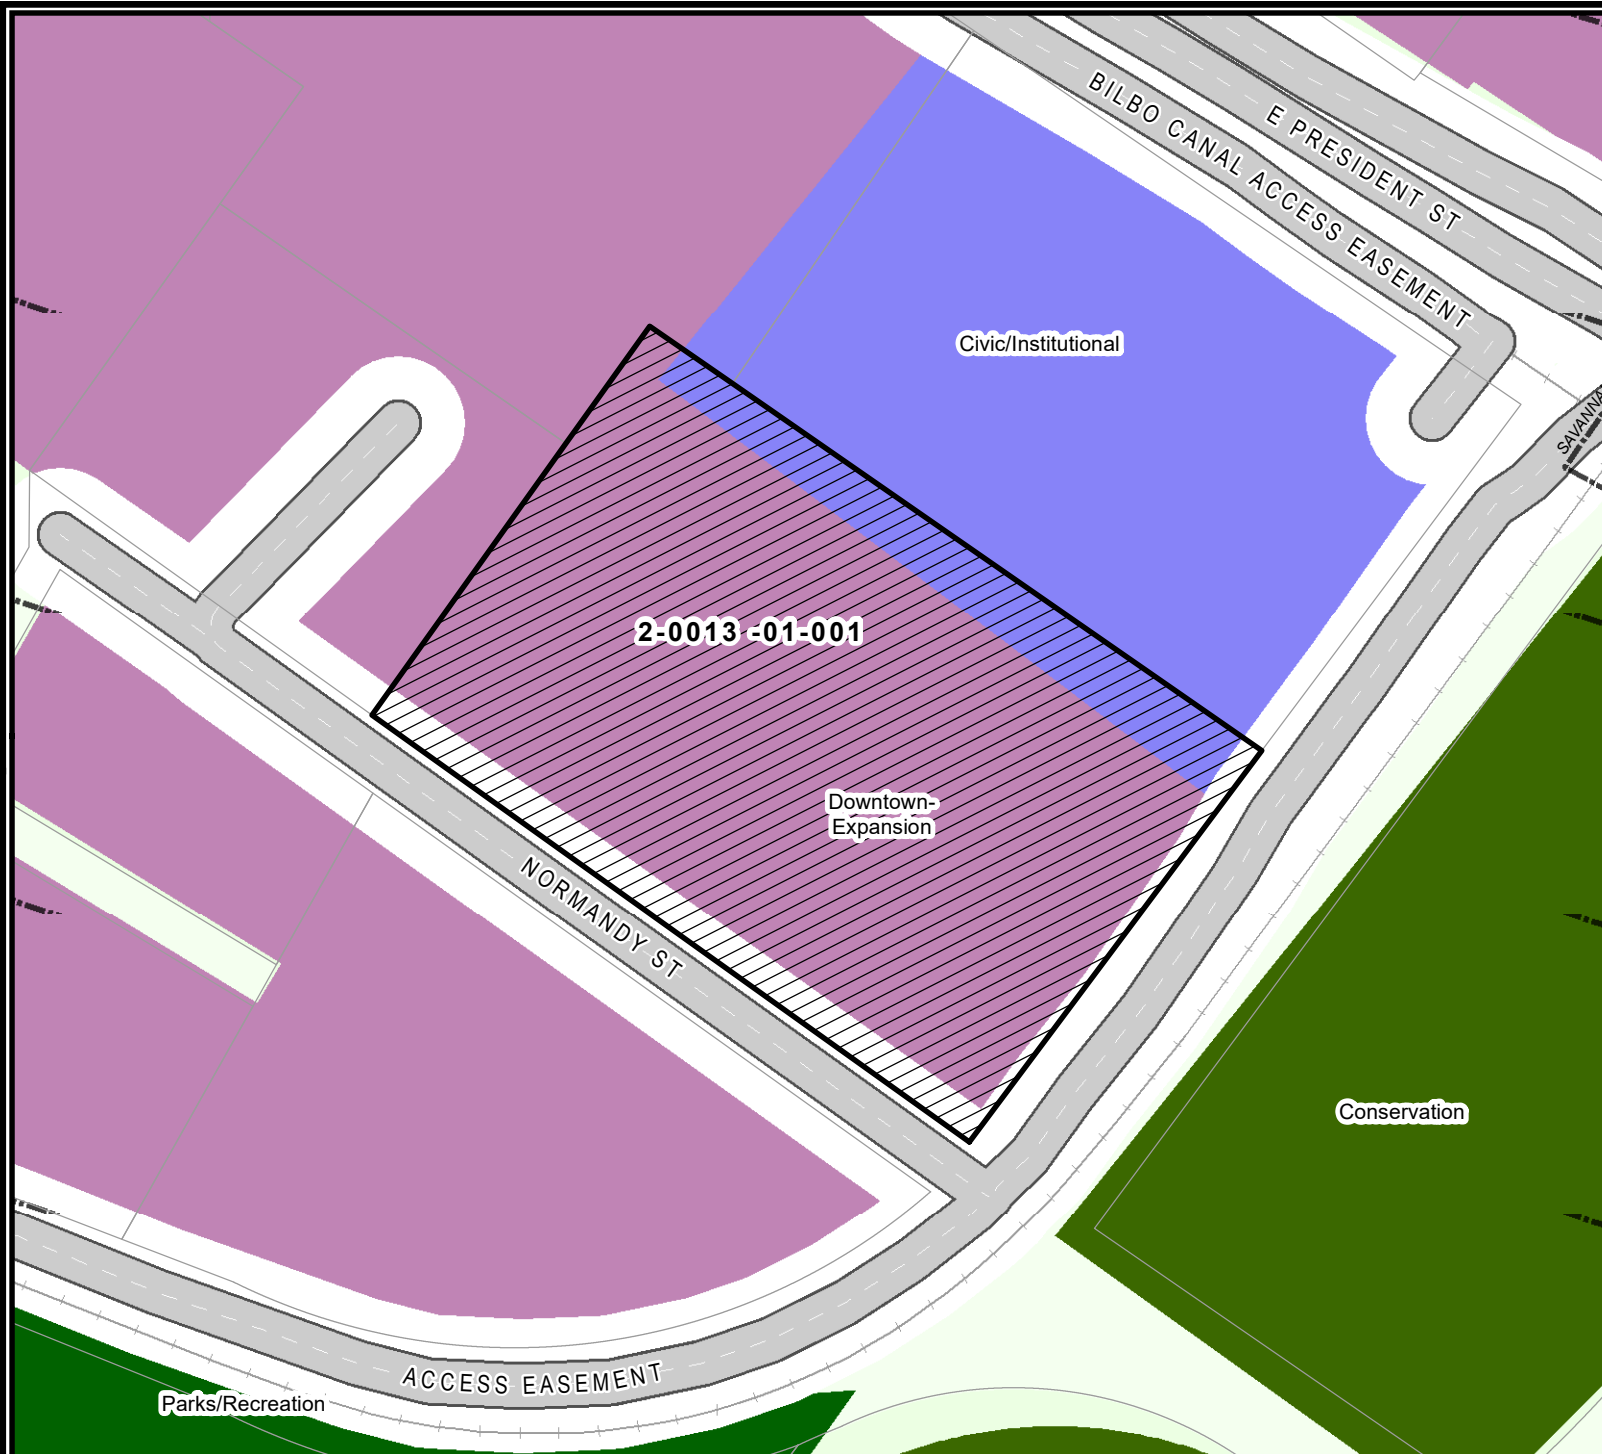 BILBO CANAL ACCESS EASEMENT
E PRESIDENT ST
Civic/Institutional
SAVANNA
2-0013 -01-001
Downtown-
Expansion
NORMANDY ST
Conservation
ACCESS EASEMENT
Parks/Recreation